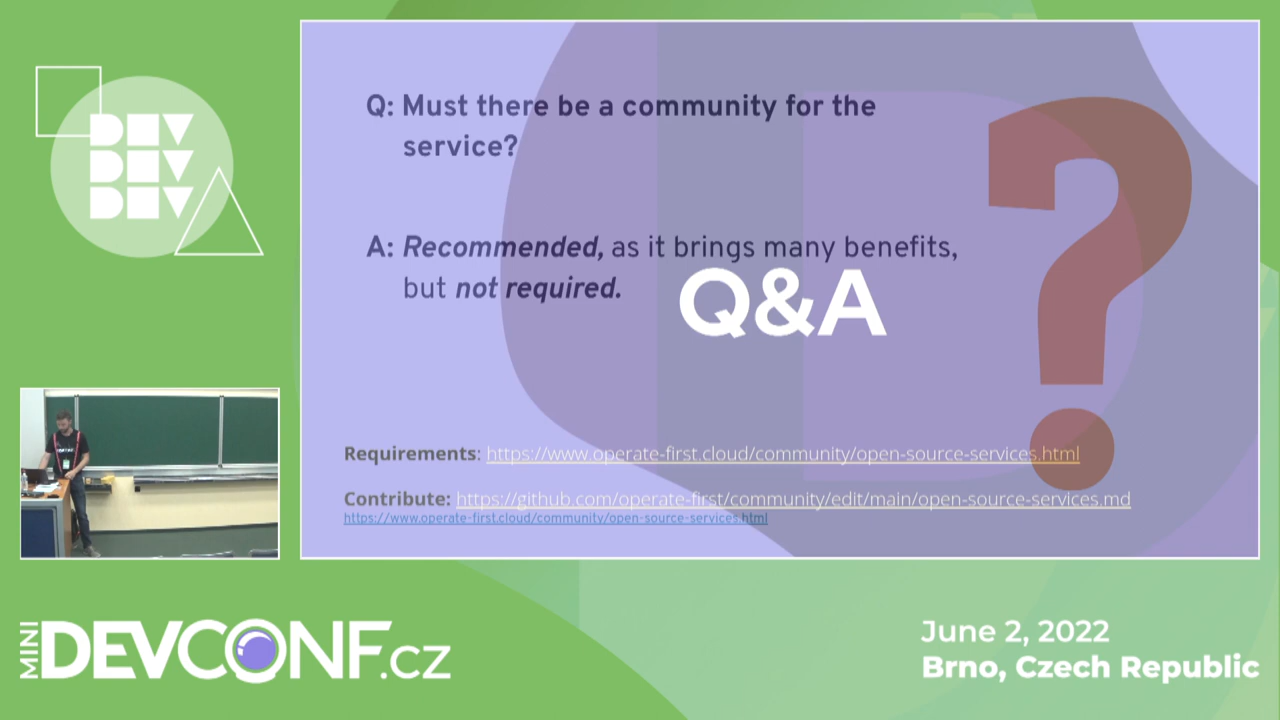 DEV
DEV
DEV
Q: Must there be a community for the
service?
A: Recommended, as it brings many benefits,
but not required.
Q&A
Requirements: https://www.operate-first.cloud/community/open-source-services.html
Contribute: https://github.com/operate-first/community/edit/main/open-source-services.md
https://www.operate-first.cloud/community/open-source-services.html
MINI DEVCONF.CZ
June 2, 2022
Brno, Czech Republic